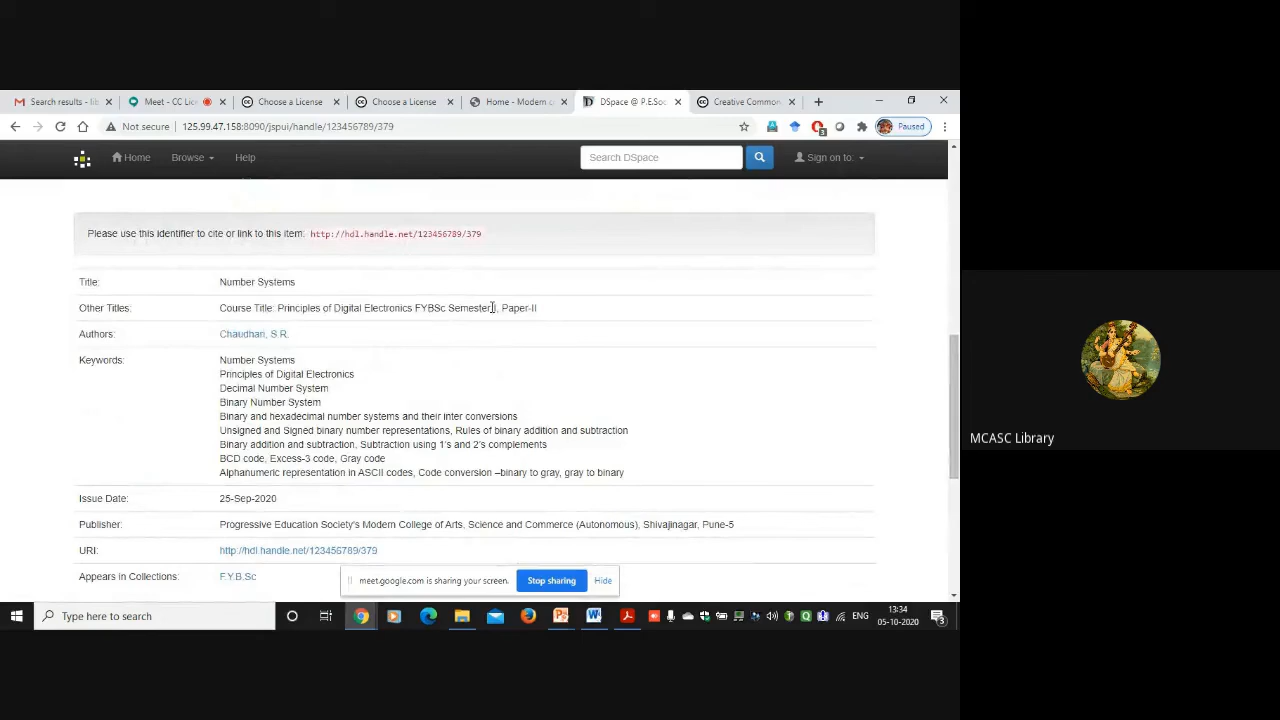 Search results - lib
Meet - CC Lice
Choose a License
Choose a License
Home - Modern c
DSpace @ P.E.Soc
Creative Common
Not secure
125.99.47.158:8090/jspui/handle/123456789/379
Paused
Home
Browse
Help
Search DSpace
Sign on to:
Please use this identifier to cite or link to this item: http://hdl.handle.net/123456789/379
Title: Number Systems
Other Titles: Course Title: Principles of Digital Electronics FYBSc Semester-I, Paper-II
Authors: Chaudhari, S.R.
Keywords: Number Systems
Principles of Digital Electronics
Decimal Number System
Binary Number System
Binary and hexadecimal number systems and their inter conversions
Unsigned and Signed binary number representations, Rules of binary addition and subtraction
Binary addition and subtraction, Subtraction using 1's and 2's complements
BCD code, Excess-3 code, Gray code
Alphanumeric representation in ASCII codes, Code conversion –binary to gray, gray to binary
Issue Date: 25-Sep-2020
Publisher: Progressive Education Society's Modern College of Arts, Science and Commerce (Autonomous), Shivajinagar, Pune-5
URI: http://hdl.handle.net/123456789/379
Appears in Collections: F.Y.B.Sc
meet.google.com is sharing your screen.
Stop sharing
Hide
Type here to search
ENG
13:34
05-10-2020
3
MCASC Library